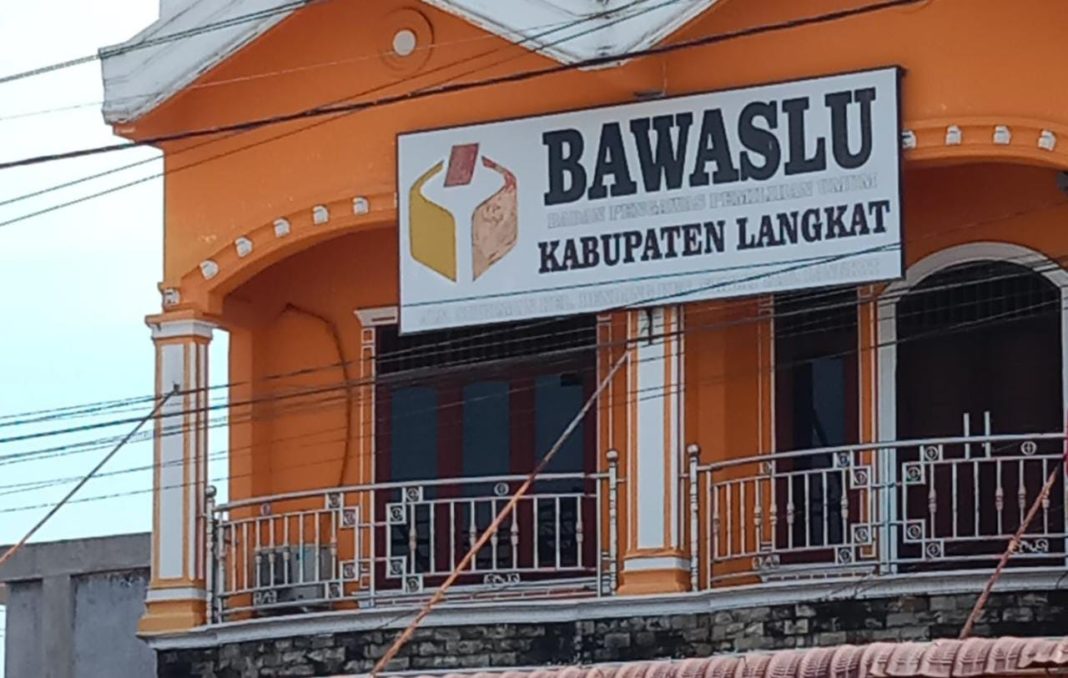 BAWASLU
BADAN PENGAWAS PEMILIHAN UMUM
KABUPATEN LANGKAT